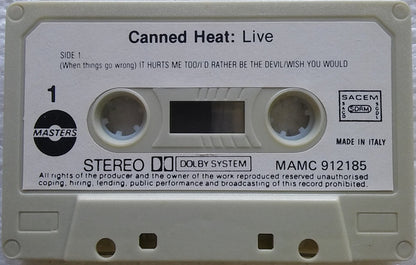 Canned Heat: Live
SIDE 1
(When things go wrong) IT HURTS ME TOO/I'D RATHER BE THE DEVIL/WISH YOU WOULD
1
MASTERS
SACEM
SDRM
MADE IN ITALY
STEREO DOLBY SYSTEM MAMC 912185
All rights of the producer and the owner of the work reproduced reserved unauthorised
coping, hiring, lending, public performance and broadcasting of this record prohibited.